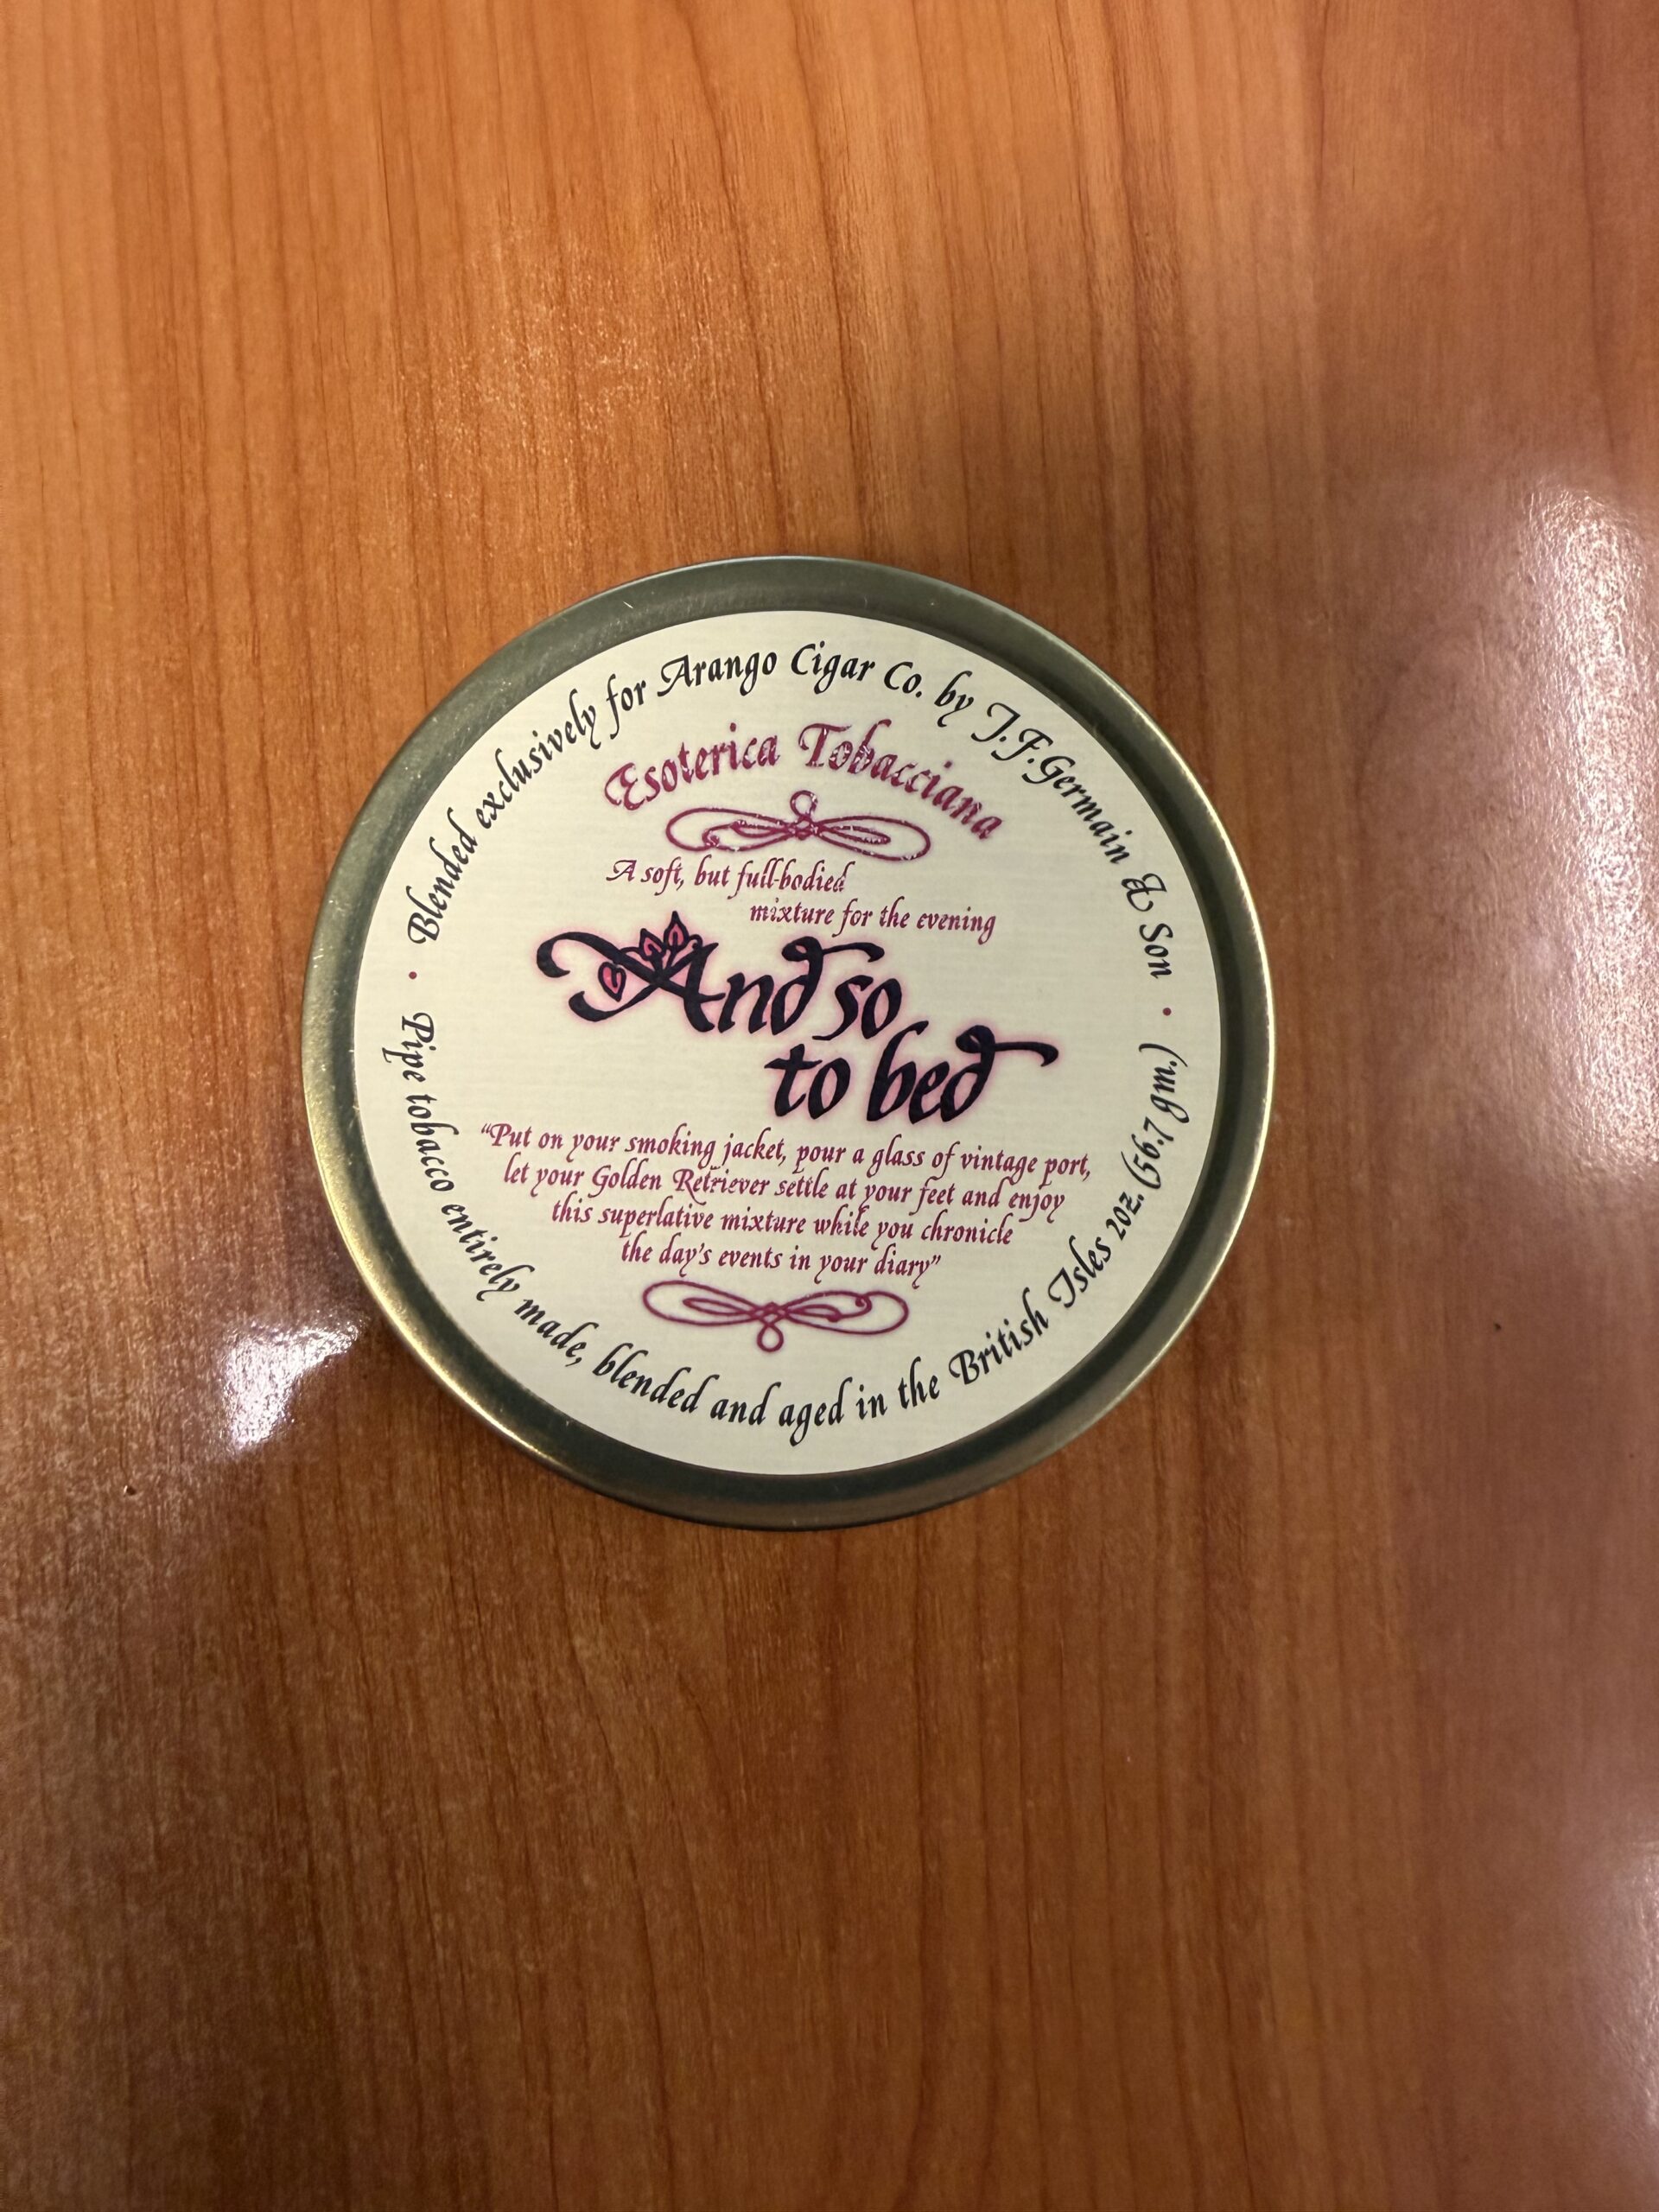 Blended exclusively for Arango Cigar Co. by J.F. Germain & Son
Esoterica Tobacciana
A soft, but full-bodied
mixture for the evening
And so
to bed
"Put on your smoking jacket, pour a glass of vintage port,
let your Golden Retriever settle at your feet and enjoy
this superlative mixture while you chronicle
the day's events in your diary"
Pipe tobacco entirely made, blended and aged in the British Isles 2oz. (56.7 gm.)